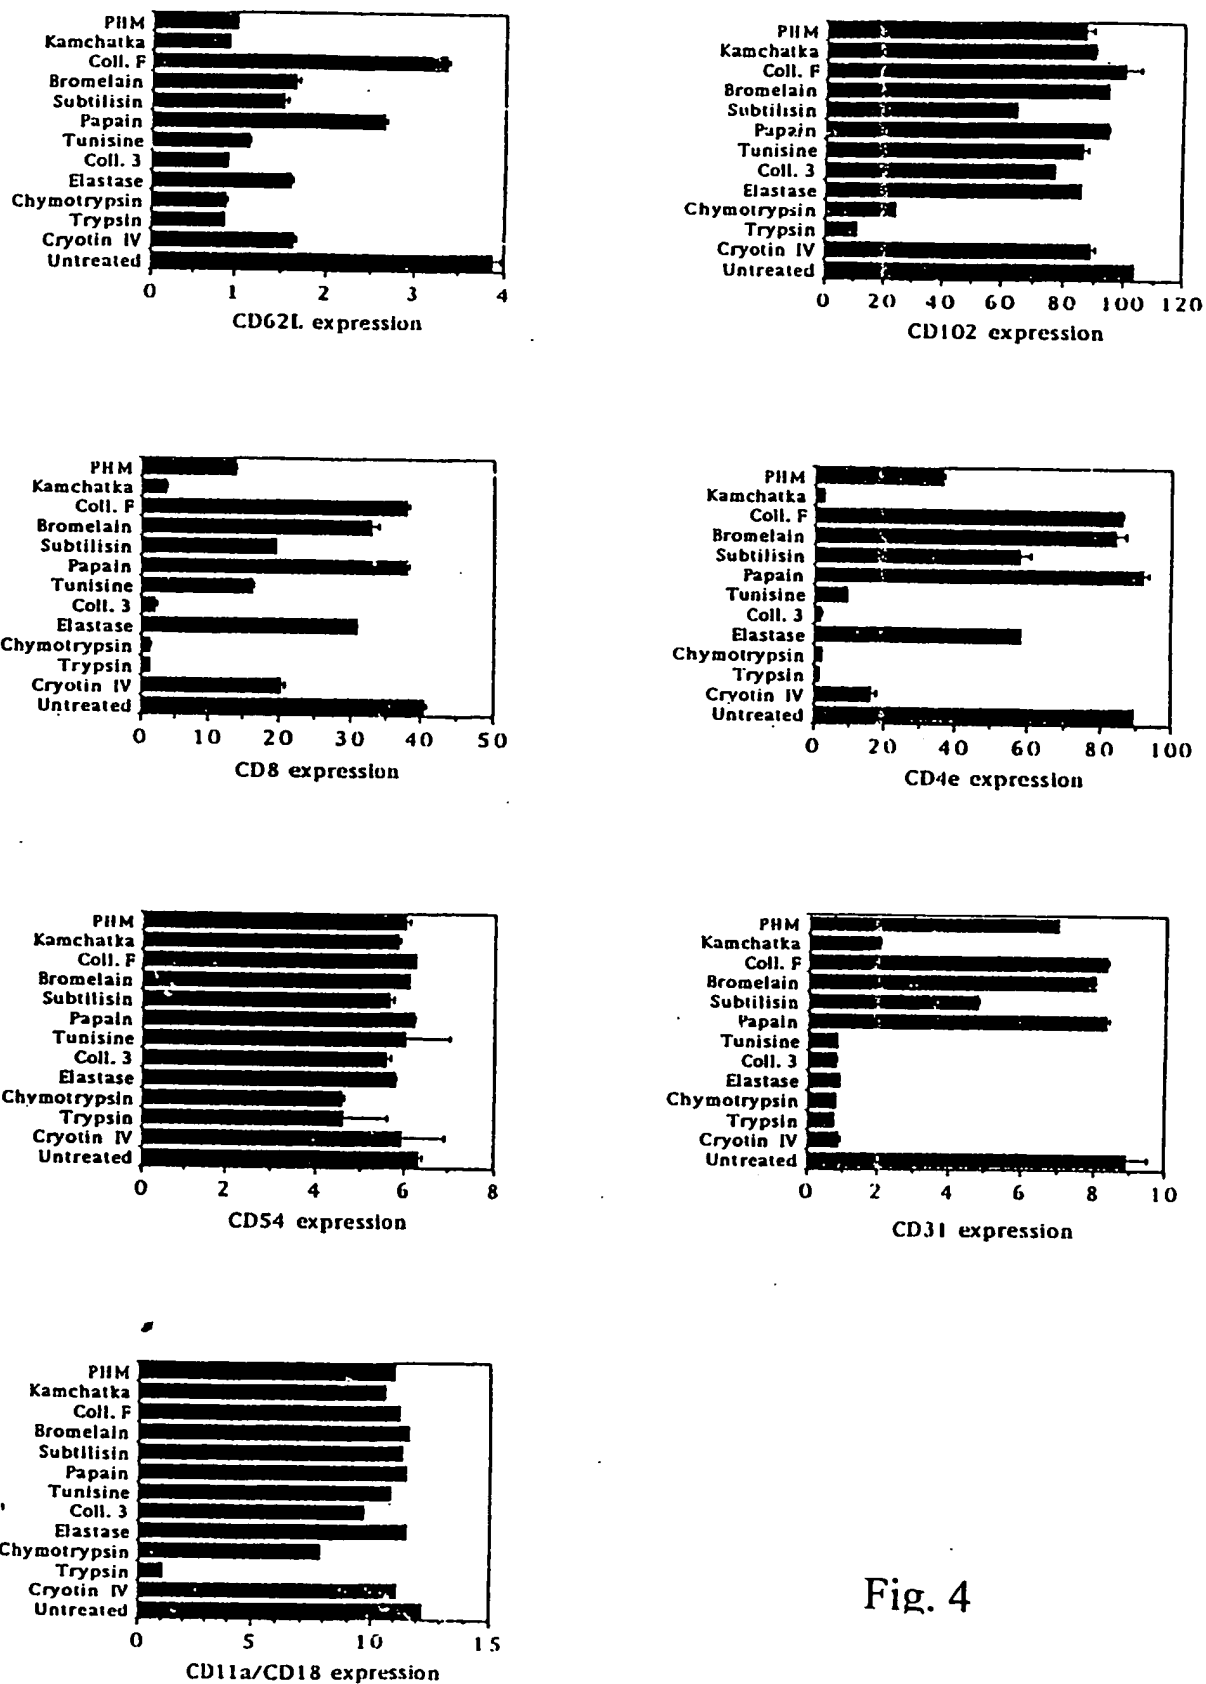 PHM
Kamchatka
Coll. F
Bromelain
Subtilisin
Papain
Tunisine
Coll. 3
Elastase
Chymotrypsin
Trypsin
Cryotin IV
Untreated
0 1 2 3 4
CD62L expression
PHM
Kamchatka
Coll. F
Bromelain
Subtilisin
Papain
Tunisine
Coll. 3
Elastase
Chymotrypsin
Trypsin
Cryotin IV
Untreated
0 20 40 60 80 100 120
CD102 expression
PHM
Kamchatka
Coll. F
Bromelain
Subtilisin
Papain
Tunisine
Coll. 3
Elastase
Chymotrypsin
Trypsin
Cryotin IV
Untreated
0 10 20 30 40 50
CD8 expression
PHM
Kamchatka
Coll. F
Bromelain
Subtilisin
Papain
Tunisine
Coll. 3
Elastase
Chymotrypsin
Trypsin
Cryotin IV
Untreated
0 20 40 60 80 100
CD4e expression
PHM
Kamchatka
Coll. F
Bromelain
Subtilisin
Papain
Tunisine
Coll. 3
Elastase
Chymotrypsin
Trypsin
Cryotin IV
Untreated
0 2 4 6 8
CD54 expression
PHM
Kamchatka
Coll. F
Bromelain
Subtilisin
Papain
Tunisine
Coll. 3
Elastase
Chymotrypsin
Trypsin
Cryotin IV
Untreated
0 2 4 6 8 10
CD31 expression
PHM
Kamchatka
Coll. F
Bromelain
Subtilisin
Papain
Tunisine
Coll. 3
Elastase
Chymotrypsin
Trypsin
Cryotin IV
Untreated
0 5 10 15
CD11a/CD18 expression
Fig. 4